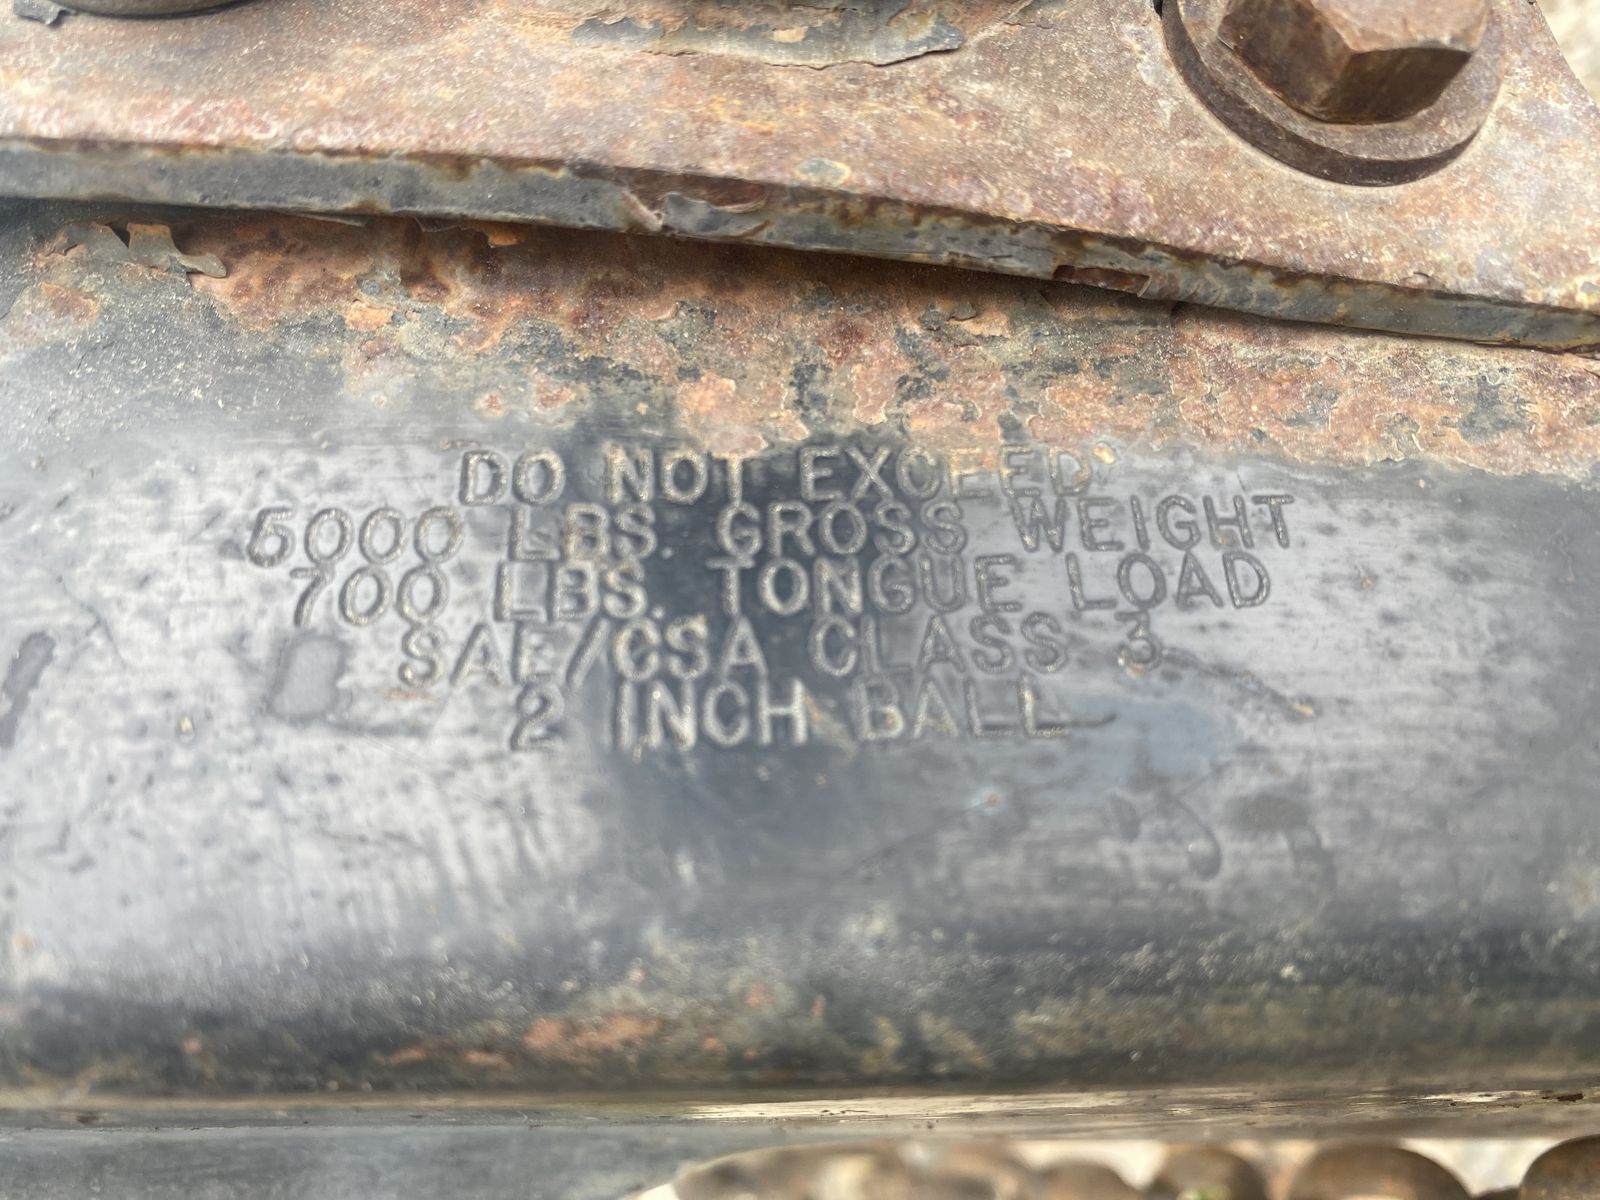 DO NOT EXCEED
5000 LBS. GROSS WEIGHT
700 LBS. TONGUE LOAD
SAE/CSA CLASS 3
2 INCH BALL